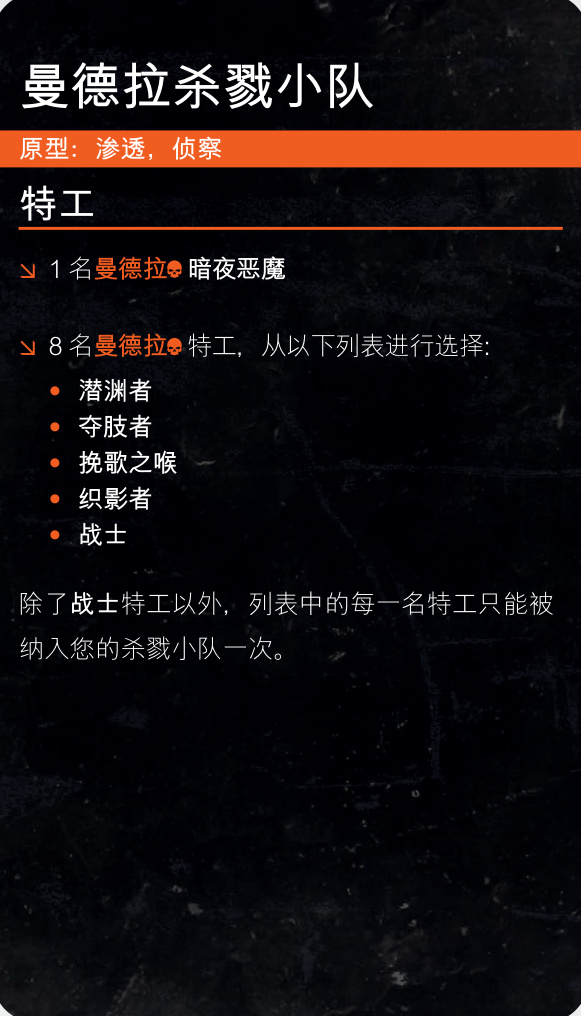 曼德拉杀戮小队
原型：渗透，侦察
特工
1 名曼德拉 暗夜恶魔
8 名曼德拉 特工，从以下列表进行选择:
潜渊者
夺肢者
挽歌之喉
织影者
战士
除了战士特工以外，列表中的每一名特工只能被
纳入您的杀戮小队一次。